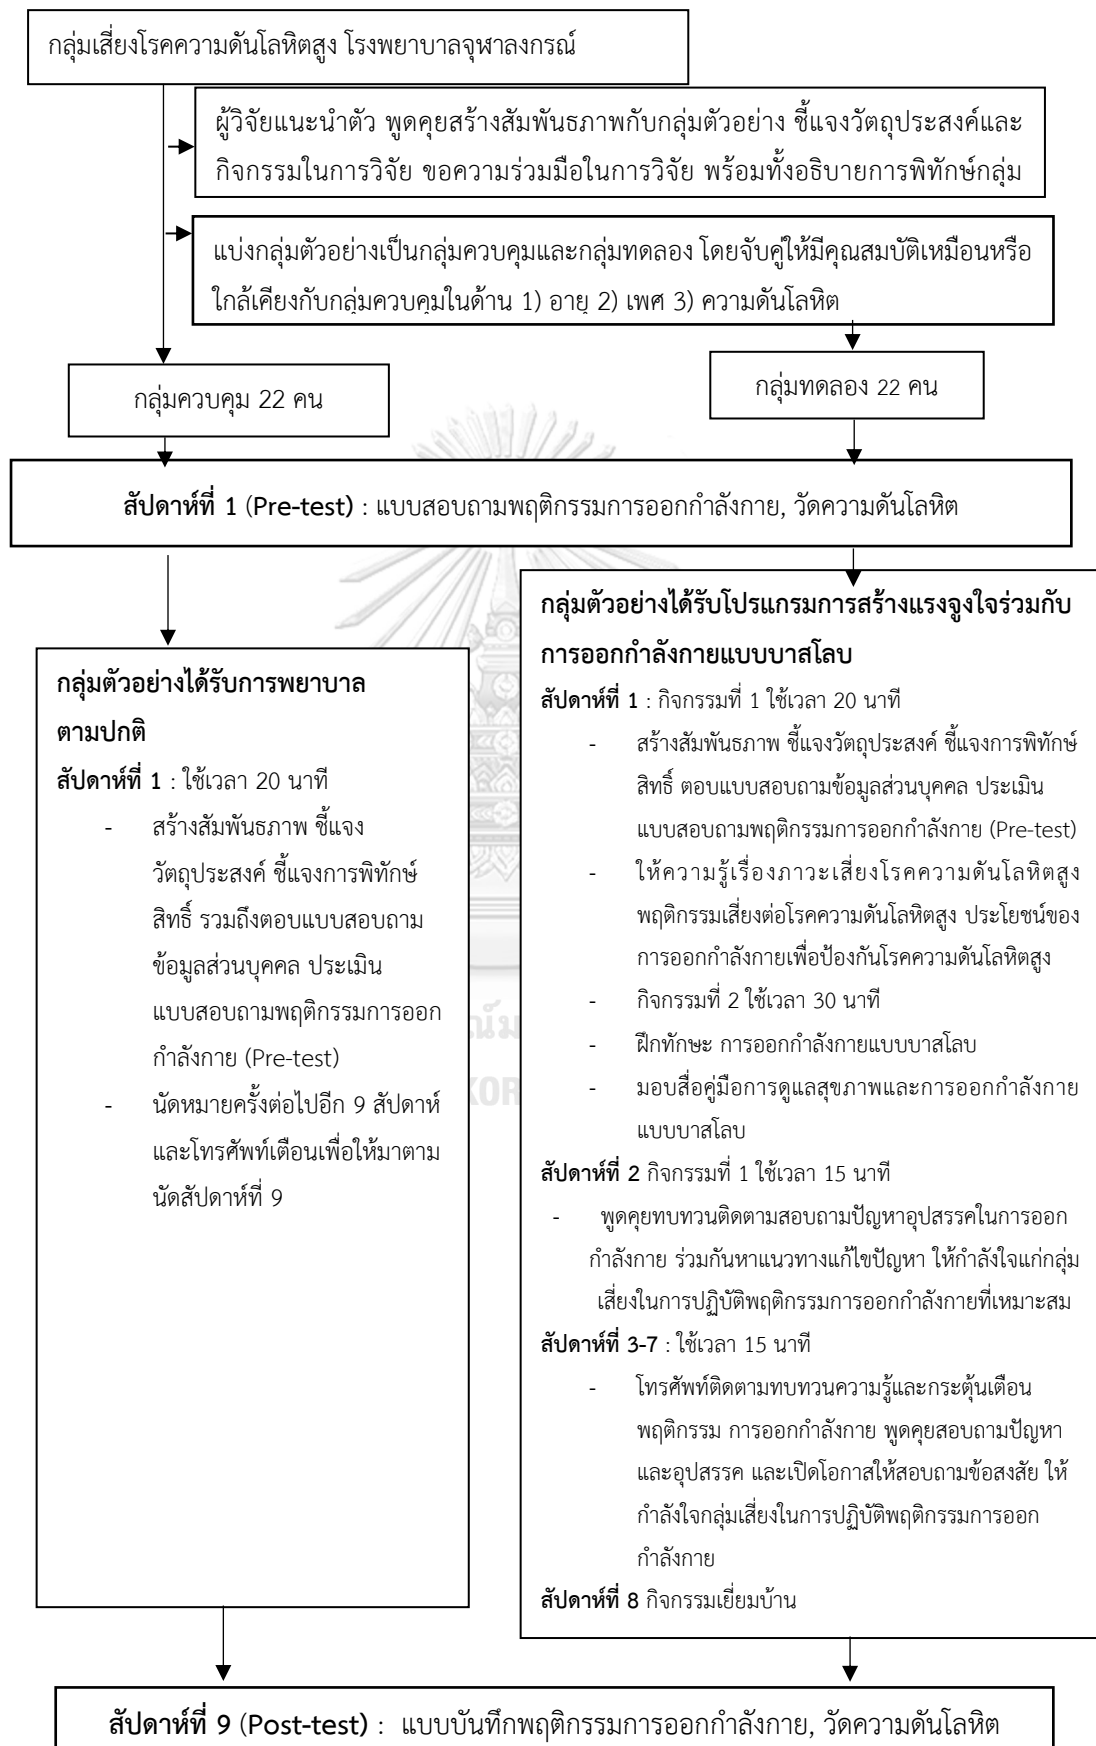 กลุ่มเสี่ยงโรคความดันโลหิตสูง โรงพยาบาลจุฬาลงกรณ์
ผู้วิจัยแนะนำตัว พูดคุยสร้างสัมพันธภาพกับกลุ่มตัวอย่าง ชี้แจงวัตถุประสงค์และ
กิจกรรมในการวิจัย ขอความร่วมมือในการวิจัย พร้อมทั้งอธิบายการพิทักษ์กลุ่ม
แบ่งกลุ่มตัวอย่างเป็นกลุ่มควบคุมและกลุ่มทดลอง โดยจับคู่ให้มีคุณสมบัติเหมือนหรือ
ใกล้เคียงกับกลุ่มควบคุมในด้าน 1) อายุ 2) เพศ 3) ความดันโลหิต
กลุ่มควบคุม 22 คน
กลุ่มทดลอง 22 คน
สัปดาห์ที่ 1 (Pre-test) : แบบสอบถามพฤติกรรมการออกกำลังกาย, วัดความดันโลหิต
กลุ่มตัวอย่างได้รับการพยาบาล
ตามปกติ
สัปดาห์ที่ 1 : ใช้เวลา 20 นาที
- สร้างสัมพันธภาพ ชี้แจง
วัตถุประสงค์ ชี้แจงการพิทักษ์
สิทธิ์ รวมถึงตอบแบบสอบถาม
ข้อมูลส่วนบุคคล ประเมิน
แบบสอบถามพฤติกรรมการออก
กำลังกาย (Pre-test)
- นัดหมายครั้งต่อไปอีก 9 สัปดาห์
และโทรศัพท์เตือนเพื่อให้มาตาม
นัดสัปดาห์ที่ 9
กลุ่มตัวอย่างได้รับโปรแกรมการสร้างแรงจูงใจร่วมกับ
การออกกำลังกายแบบบาสโลบ
สัปดาห์ที่ 1 : กิจกรรมที่ 1 ใช้เวลา 20 นาที
- สร้างสัมพันธภาพ ชี้แจงวัตถุประสงค์ ชี้แจงการพิทักษ์
สิทธิ์ ตอบแบบสอบถามข้อมูลส่วนบุคคล ประเมิน
แบบสอบถามพฤติกรรมการออกกำลังกาย (Pre-test)
- ให้ความรู้เรื่องภาวะเสี่ยงโรคความดันโลหิตสูง
พฤติกรรมเสี่ยงต่อโรคความดันโลหิตสูง ประโยชน์ของ
การออกกำลังกายเพื่อป้องกันโรคความดันโลหิตสูง
- กิจกรรมที่ 2 ใช้เวลา 30 นาที
- ฝึกทักษะ การออกกำลังกายแบบบาสโลบ
- มอบสื่อคู่มือการดูแลสุขภาพและการออกกำลังกาย
แบบบาสโลบ
สัปดาห์ที่ 2 กิจกรรมที่ 1 ใช้เวลา 15 นาที
- พูดคุยทบทวนติดตามสอบถามปัญหาอุปสรรคในการออก
กำลังกาย ร่วมกันหาแนวทางแก้ไขปัญหา ให้กำลังใจแก่กลุ่ม
เสี่ยงในการปฏิบัติพฤติกรรมการออกกำลังกายที่เหมาะสม
สัปดาห์ที่ 3-7 : ใช้เวลา 15 นาที
- โทรศัพท์ติดตามทบทวนความรู้และกระตุ้นเตือน
พฤติกรรม การออกกำลังกาย พูดคุยสอบถามปัญหา
และอุปสรรค และเปิดโอกาสให้สอบถามข้อสงสัย ให้
กำลังใจกลุ่มเสี่ยงในการปฏิบัติพฤติกรรมการออก
กำลังกาย
สัปดาห์ที่ 8 กิจกรรมเยี่ยมบ้าน
สัปดาห์ที่ 9 (Post-test) : แบบบันทึกพฤติกรรมการออกกำลังกาย, วัดความดันโลหิต